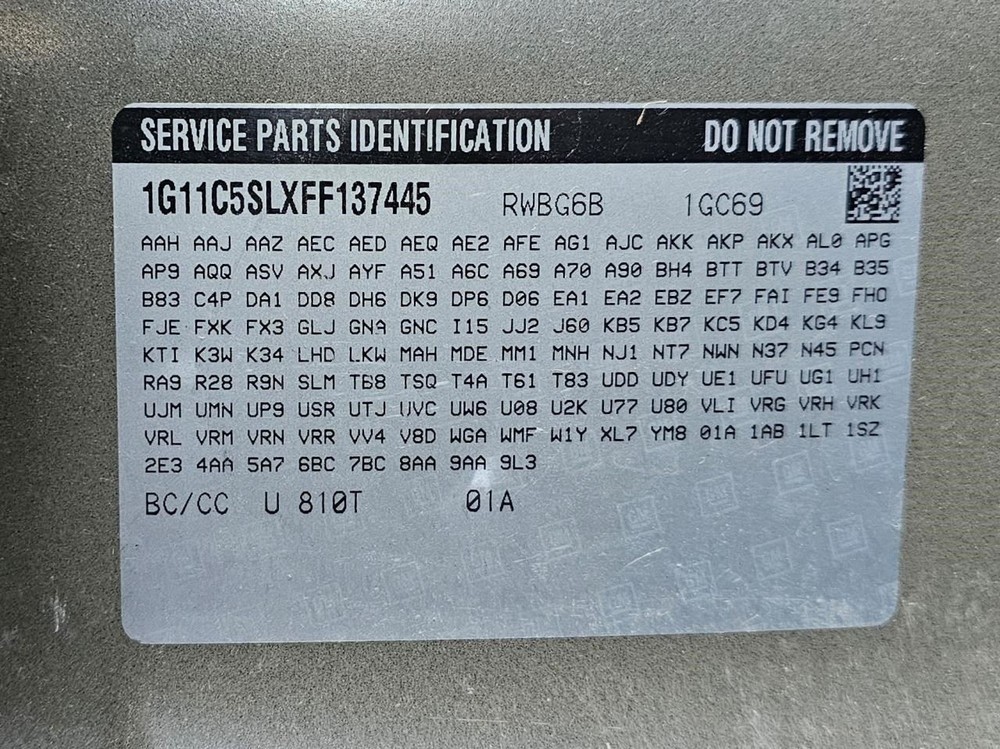 SERVICE PARTS IDENTIFICATION DO NOT REMOVE
1G11C5SLXFF137445 RWBG6B 1GC69
AAH AAJ AAZ AEC AED AEQ AE2 AFE AG1 AJC AKK AKP AKX AL0 APG
AP9 AQQ ASV AXJ AYF A51 A6C A69 A70 A90 BH4 BTT BTV B34 B35
B83 C4P DA1 DD8 DH6 DK9 DP6 D06 EA1 EA2 EBZ EF7 FAI FE9 FHO
FJE FXK FX3 GLJ GNA GNC I15 JJ2 J60 KB5 KB7 KC5 KD4 KG4 KL9
KTI K3W K34 LHD LKW MAH MDE MM1 MNH NJ1 NT7 NWN N37 N45 PCN
RA9 R28 R9N SLM T68 TSQ T4A T61 T83 UDD UDY UE1 UFU UG1 UH1
UJM UMN UP9 USR UTJ UVC UW6 U08 U2K U77 U80 VLI VRG VRH VRK
VRL VRM VRN VRR VV4 V8D WGA WMF W1Y XL7 YM8 01A 1AB 1LT 1SZ
2E3 4AA 5A7 6BC 7BC 8AA 9AA 9L3
BC/CC U 810T 01A